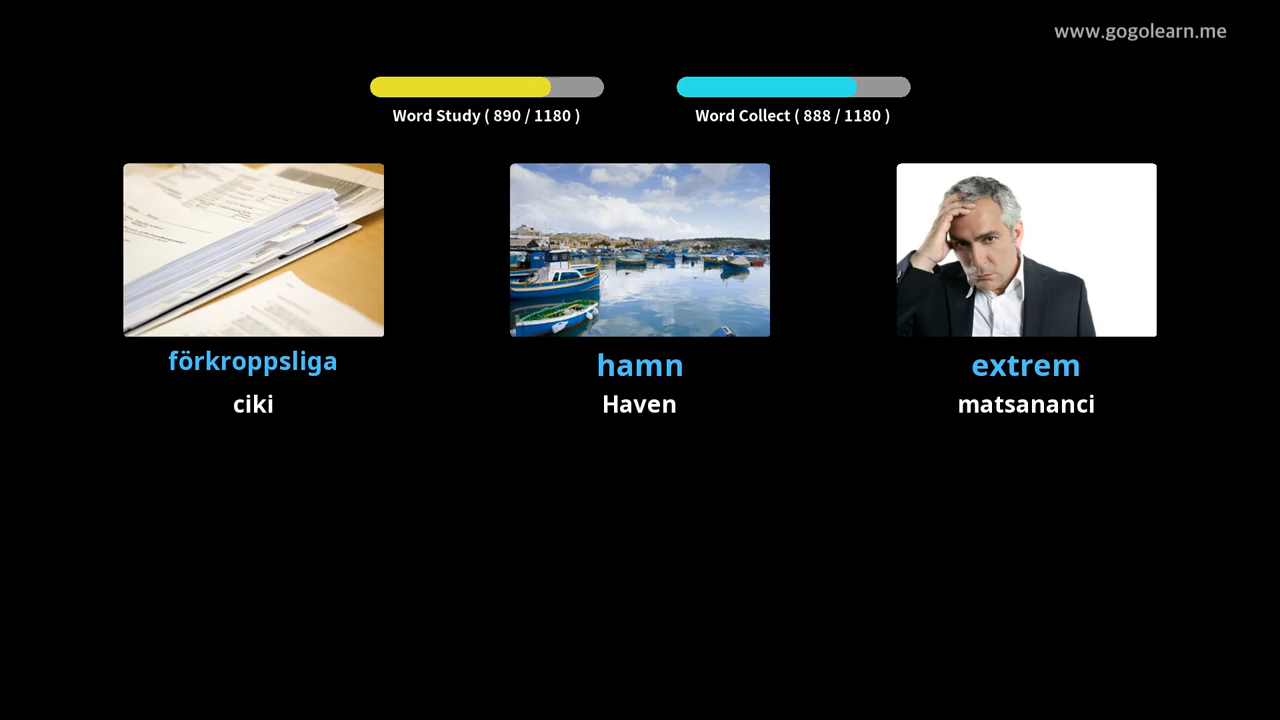 www.gogolearn.me
Word Study ( 890 / 1180 )
Word Collect ( 888 / 1180 )
förkroppsliga
hamn
extrem
ciki
Haven
matsananci